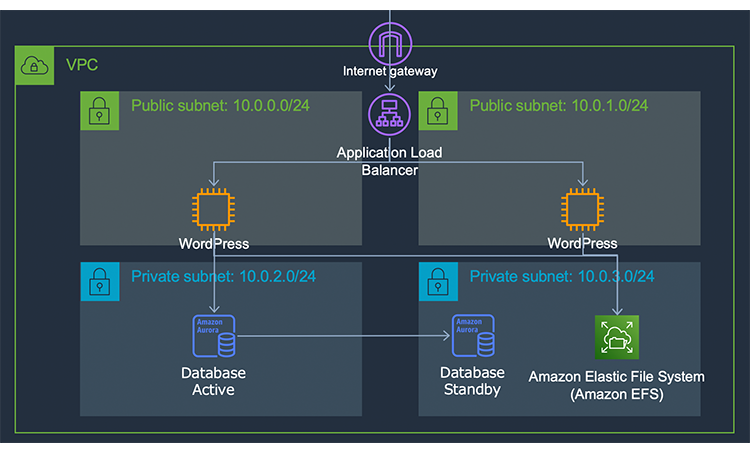 Internet gateway
VPC
Public subnet: 10.0.0.0/24
Public subnet: 10.0.1.0/24
Application Load
Balancer
WordPress
WordPress
Private subnet: 10.0.2.0/24
Private subnet: 10.0.3.0/24
Amazon
Aurora
Database
Active
Amazon
Aurora
Database
Standby
Amazon Elastic File System
(Amazon EFS)